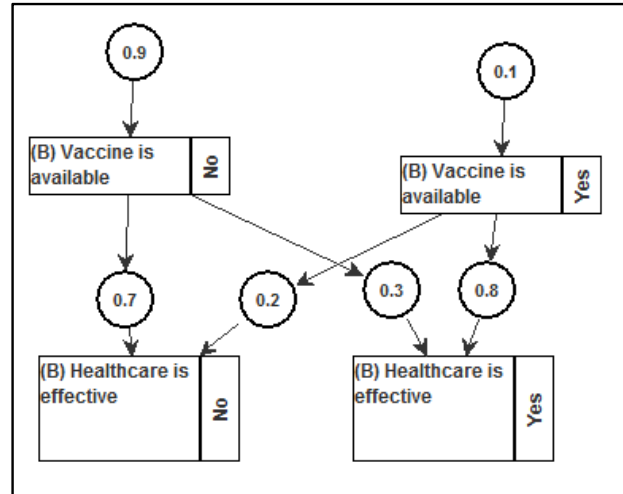 0.9
0.1
(B) Vaccine is
available
No
(B) Vaccine is
available
Yes
0.7
0.2
0.3
0.8
(B) Healthcare is
effective
No
(B) Healthcare is
effective
Yes